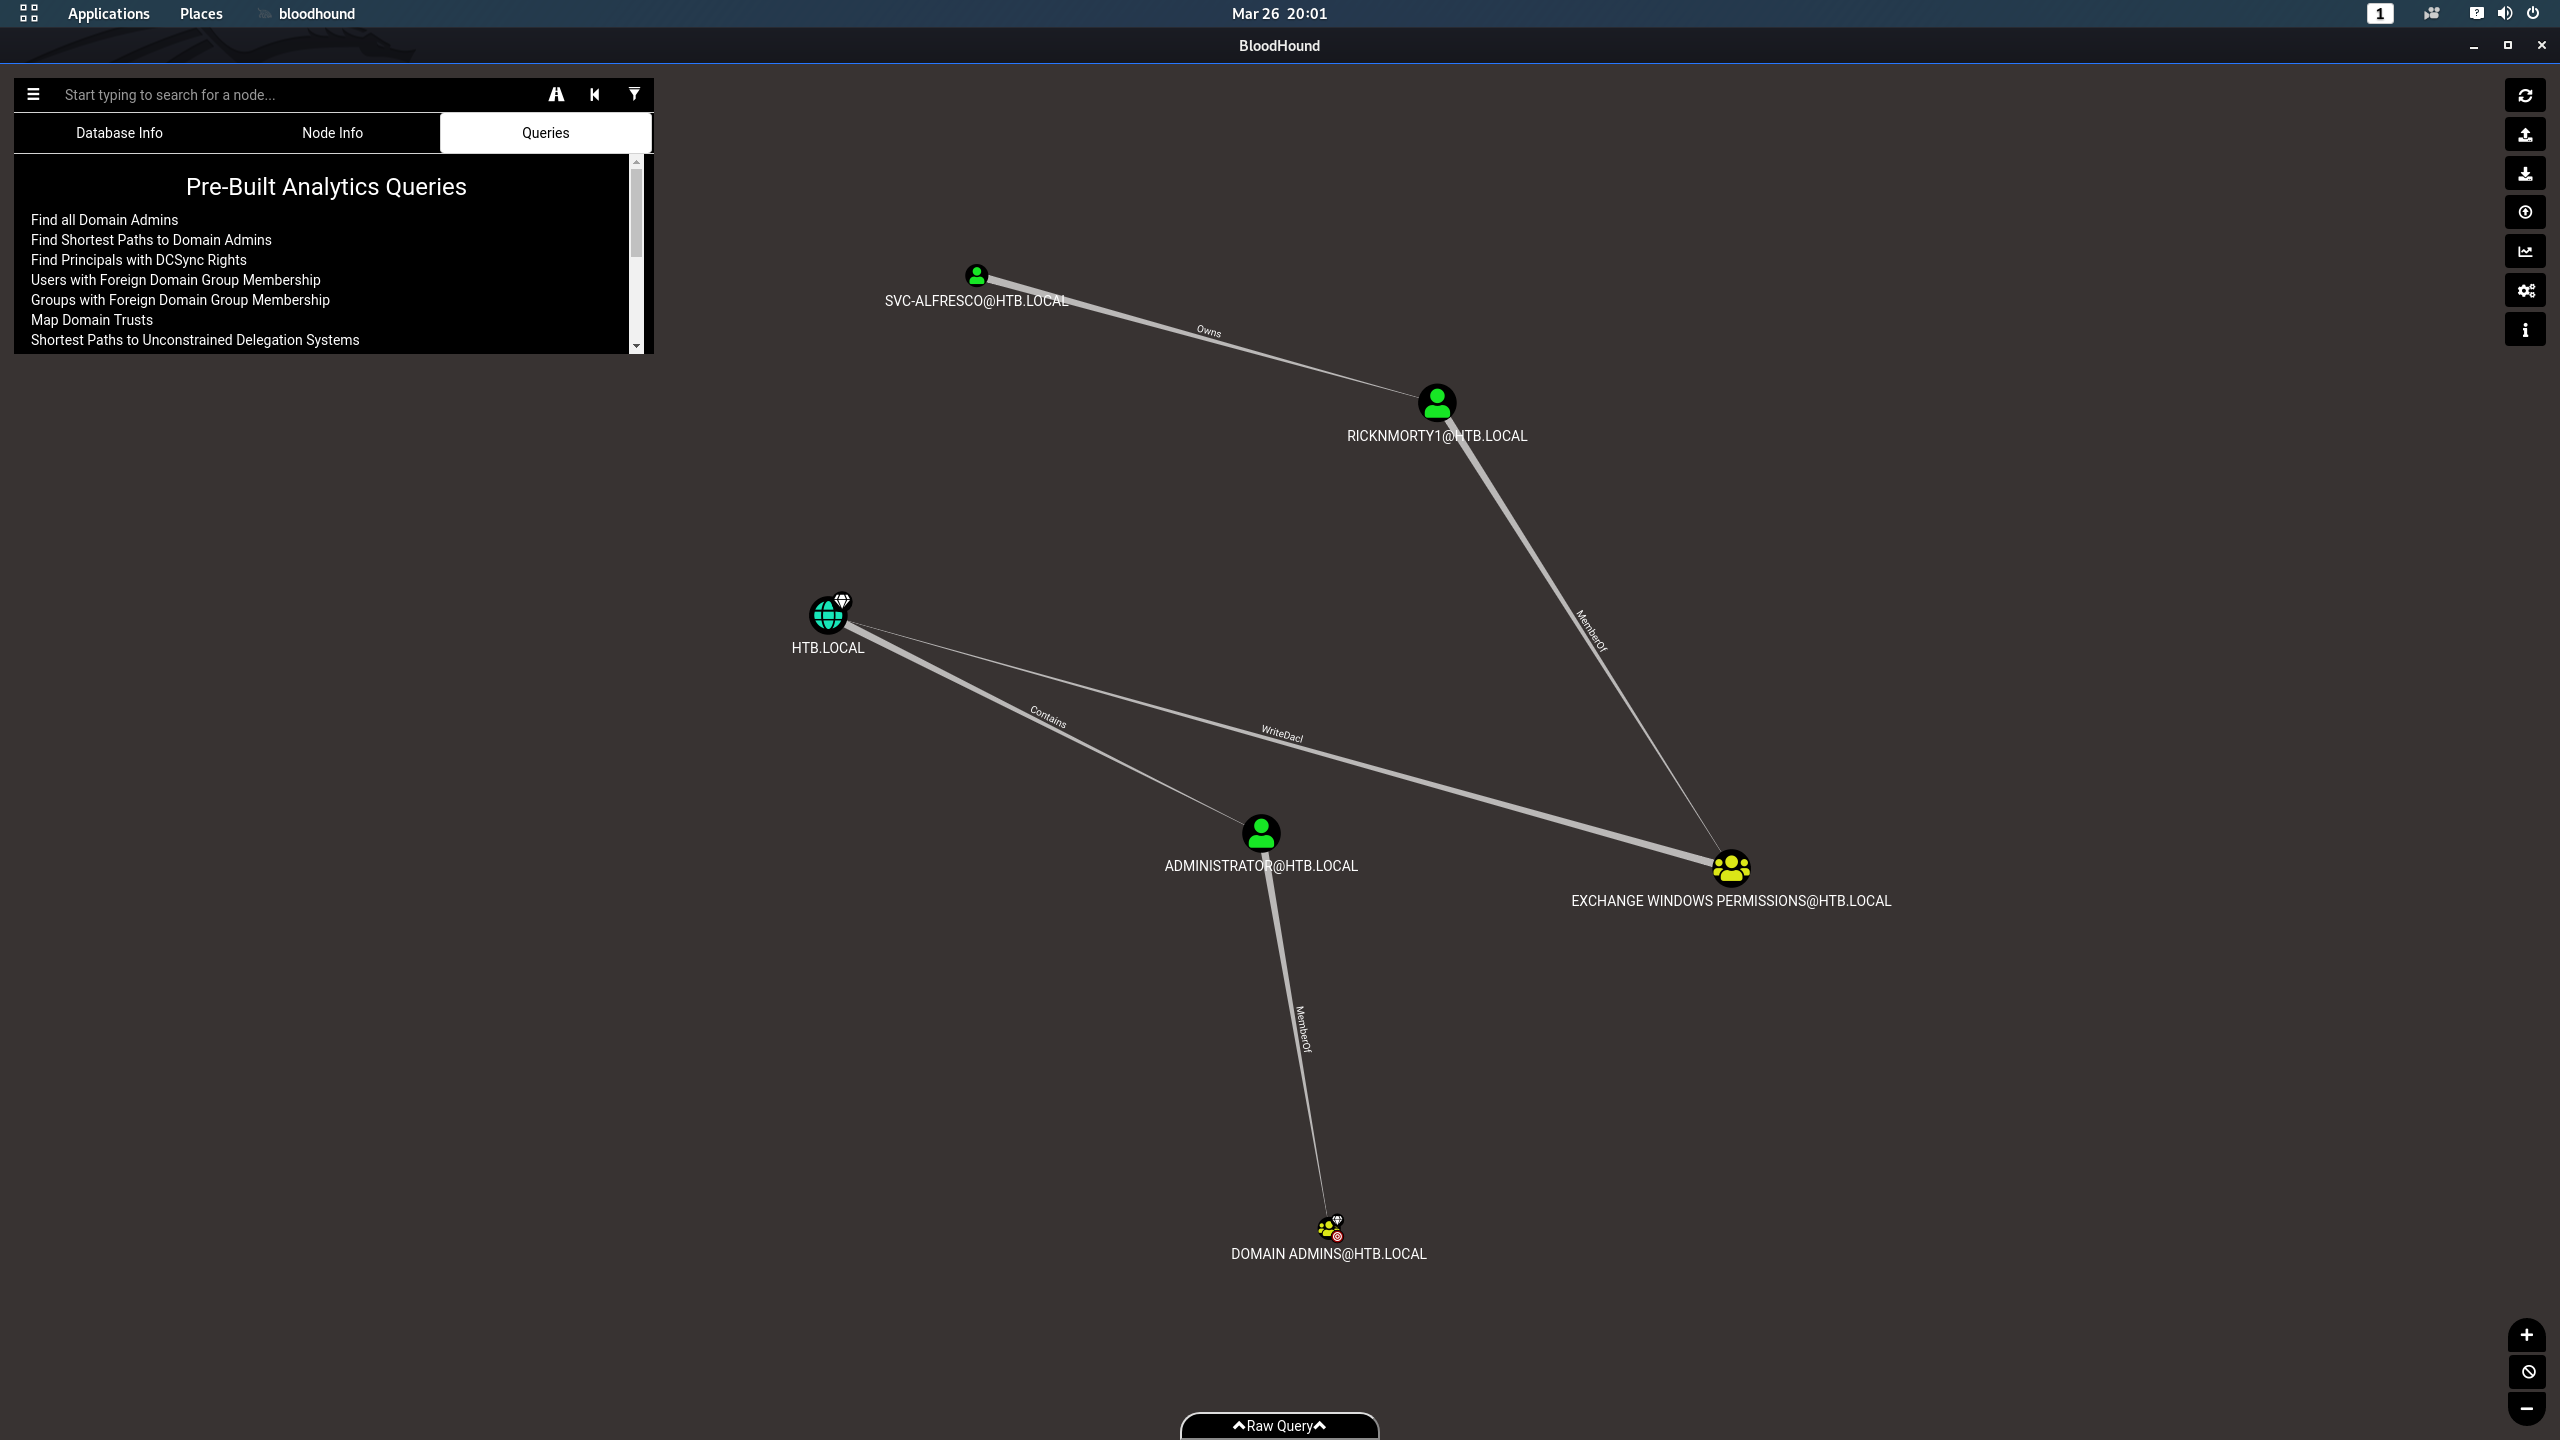 Applications Places bloodhound Mar 26 20:01 1
BloodHound
Start typing to search for a node...
Database Info Node Info Queries
Pre-Built Analytics Queries
Find all Domain Admins
Find Shortest Paths to Domain Admins
Find Principals with DCSync Rights
Users with Foreign Domain Group Membership
Groups with Foreign Domain Group Membership
Map Domain Trusts
Shortest Paths to Unconstrained Delegation Systems
SVC-ALFRESCO@HTB.LOCAL
Owns
RICKNMORTY1@HTB.LOCAL
MemberOf
HTB.LOCAL
Contains
WriteDacl
ADMINISTRATOR@HTB.LOCAL
EXCHANGE WINDOWS PERMISSIONS@HTB.LOCAL
MemberOf
DOMAIN ADMINS@HTB.LOCAL
Raw Query